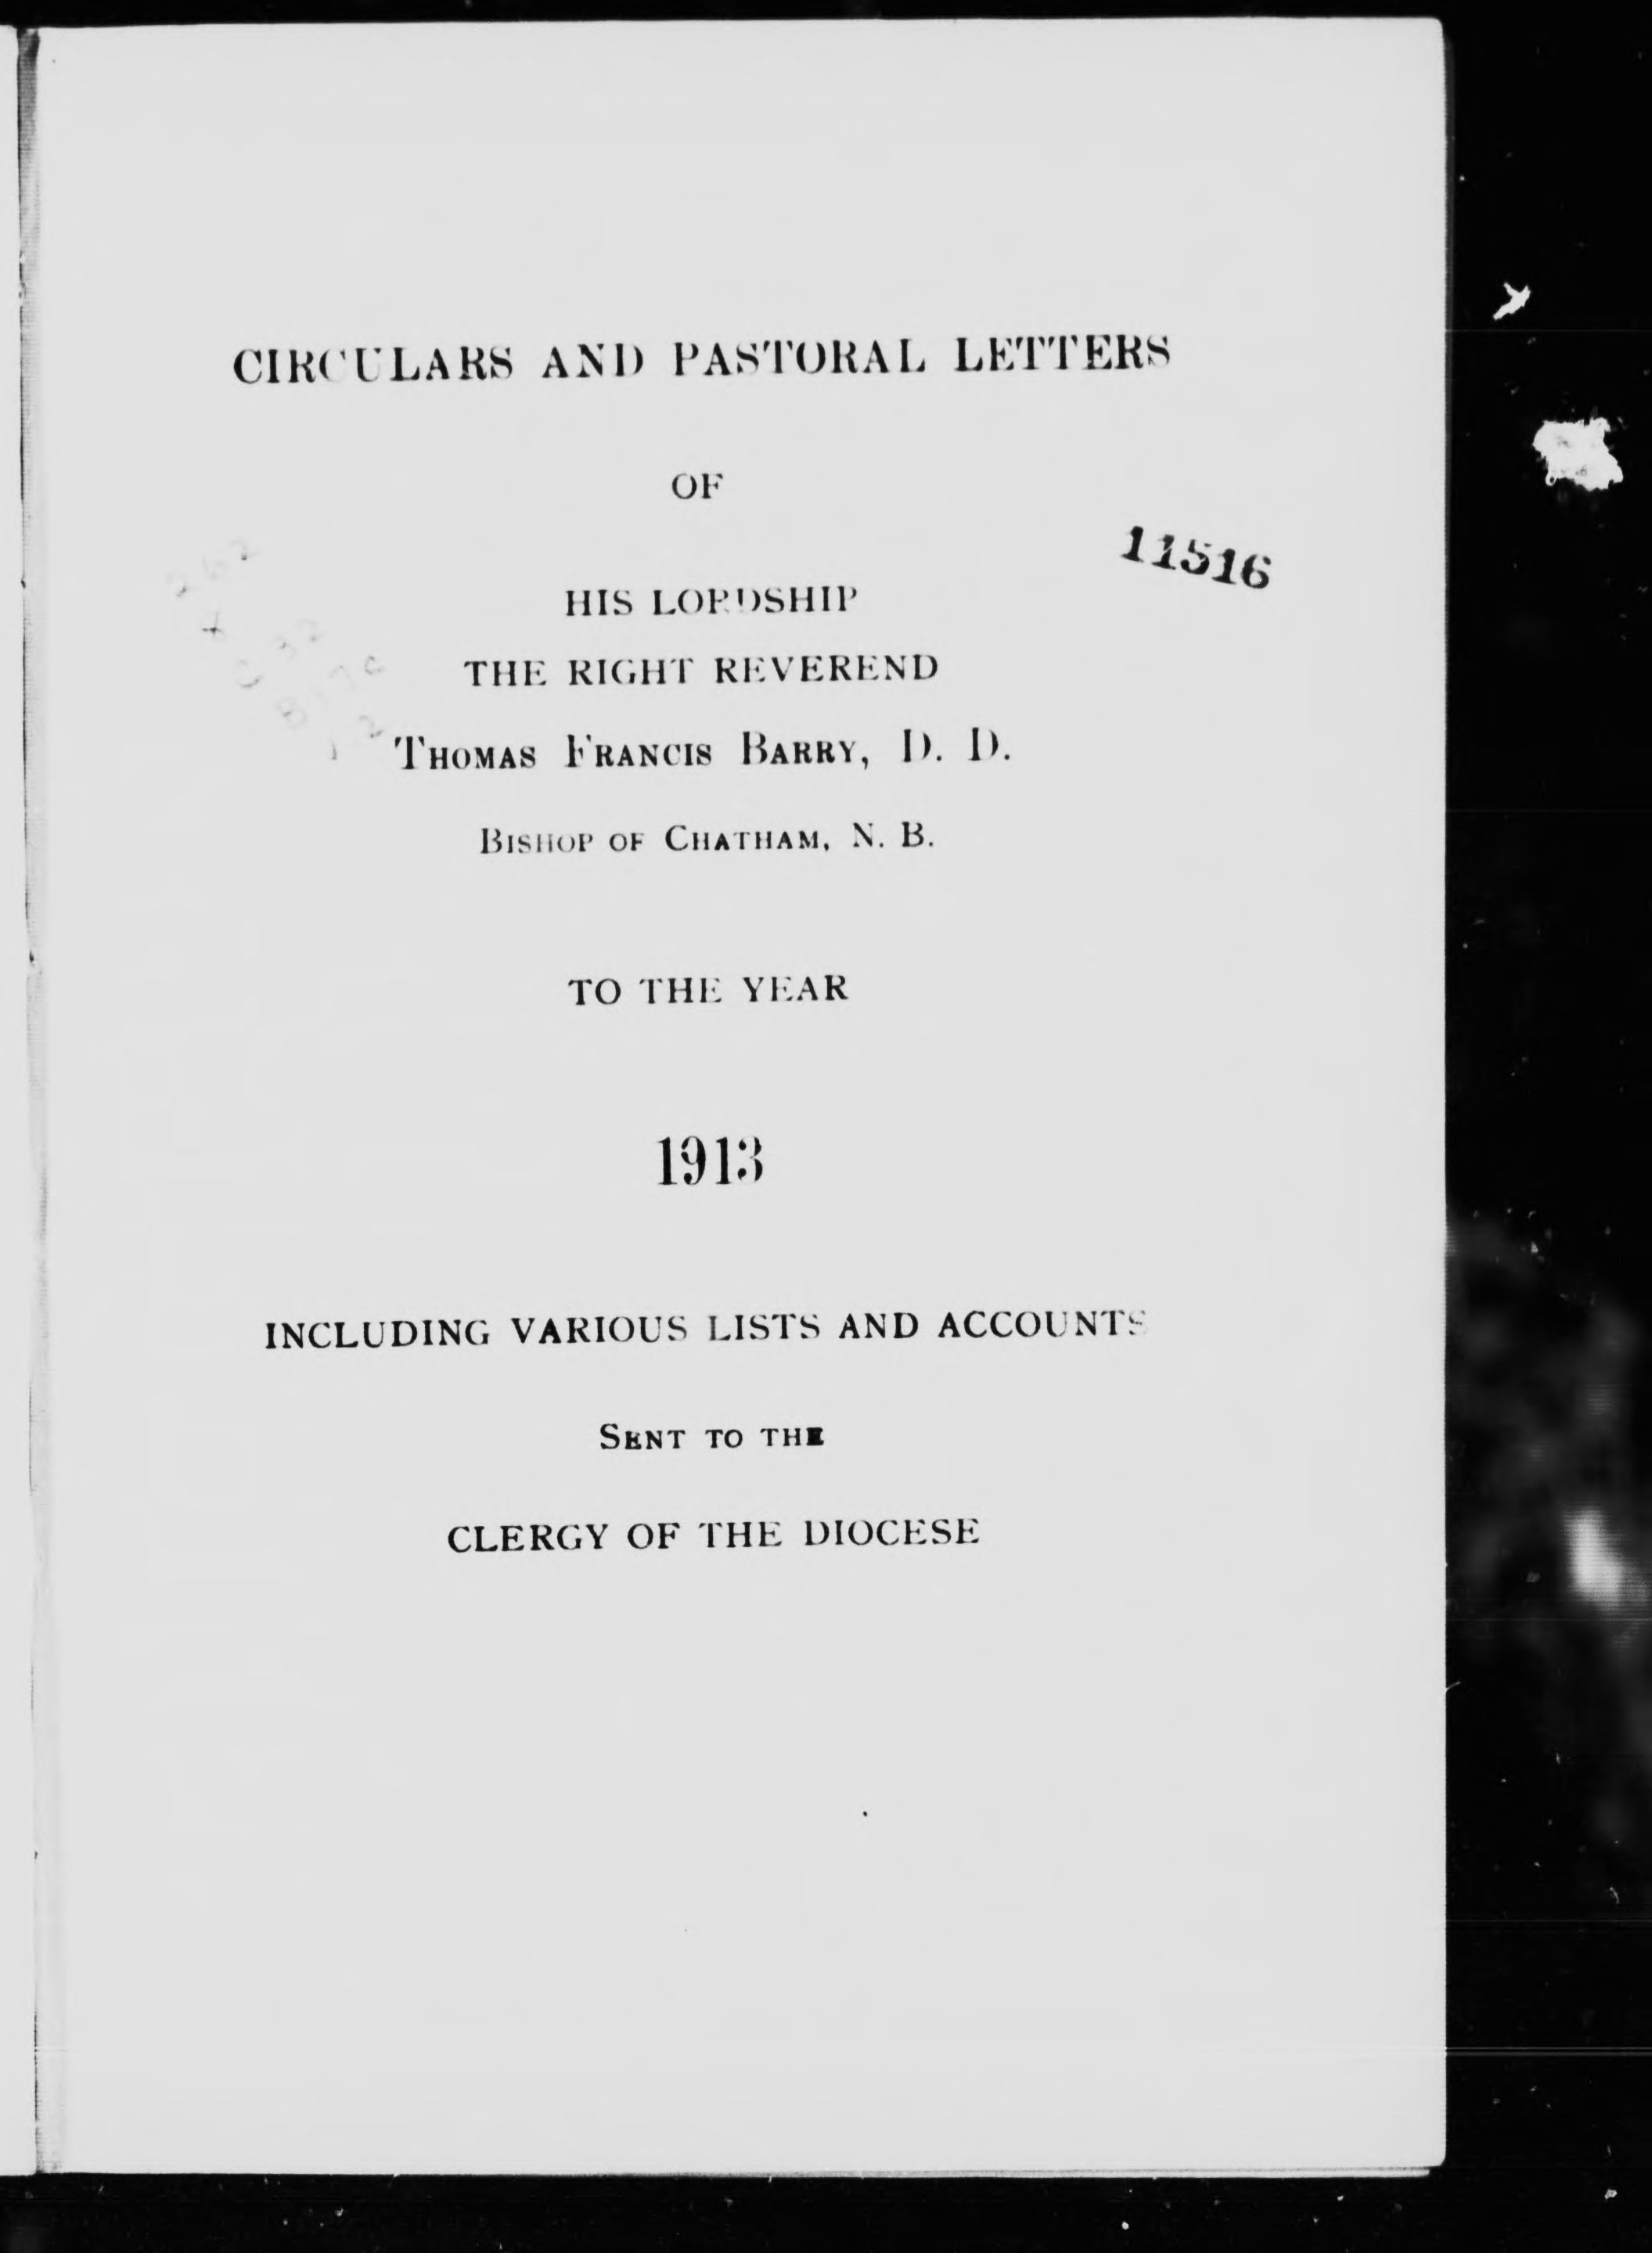 CIRCULARS AND PASTORAL LETTERS
OF
11516
HIS LORDSHIP
THE RIGHT REVEREND
THOMAS FRANCIS BARRY, D. D.
BISHOP OF CHATHAM, N. B.
TO THE YEAR
1913
INCLUDING VARIOUS LISTS AND ACCOUNTS
SENT TO THE
CLERGY OF THE DIOCESE